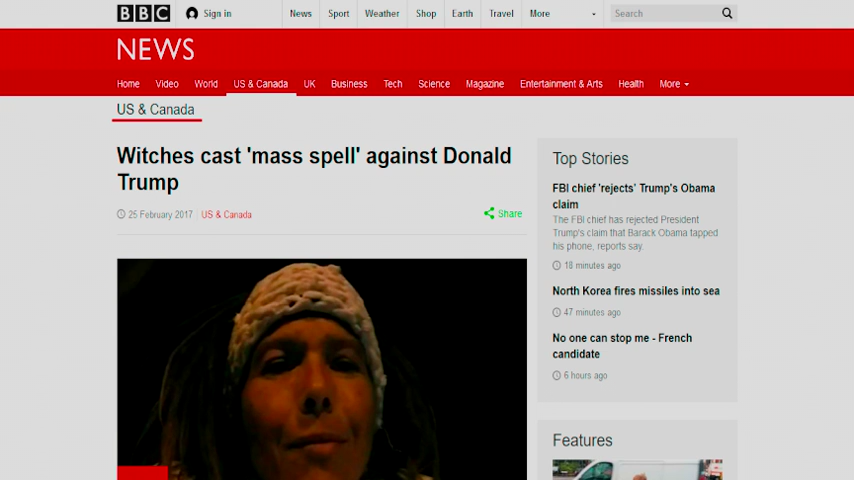 BBC Sign in News Sport Weather Shop Earth Travel More Search
NEWS
Home Video World US & Canada UK Business Tech Science Magazine Entertainment & Arts Health More
US & Canada
Witches cast 'mass spell' against Donald
Trump
25 February 2017 US & Canada Share
Top Stories
FBI chief 'rejects' Trump's Obama
claim
The FBI chief has rejected President
Trump's claim that Barack Obama tapped
his phone, reports say.
18 minutes ago
North Korea fires missiles into sea
47 minutes ago
No one can stop me - French
candidate
6 hours ago
Features